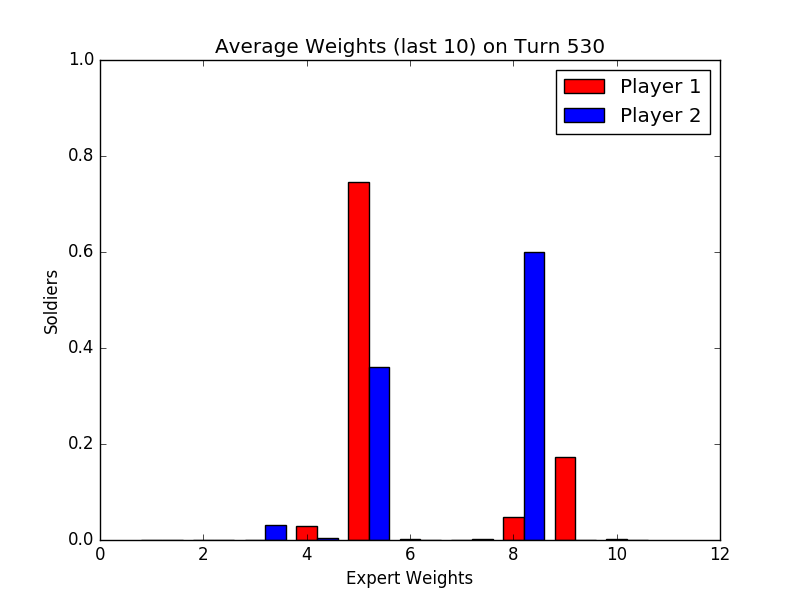 Average Weights (last 10) on Turn 530
Player 1
Player 2
1.0
0.8
0.6
0.4
0.2
0.0
Soldiers
0 2 4 6 8 10 12
Expert Weights